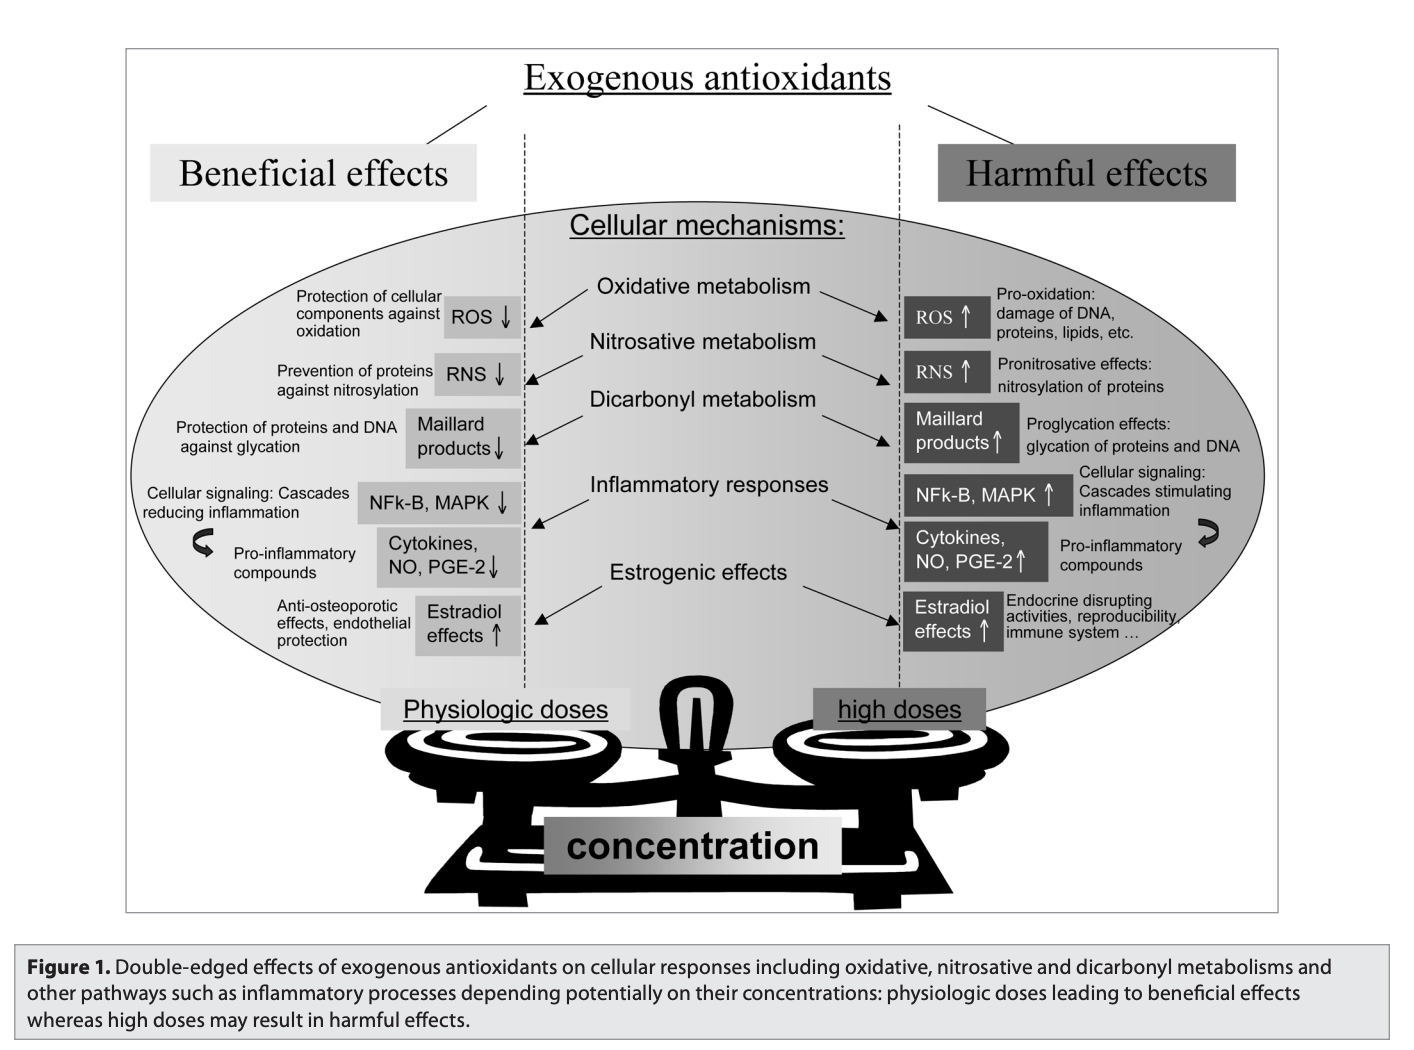 Exogenous antioxidants
Beneficial effects
Harmful effects
Cellular mechanisms:
Oxidative metabolism
Nitrosative metabolism
Dicarbonyl metabolism
Inflammatory responses
Estrogenic effects
Protection of cellular
components against
oxidation
ROS ↓
Prevention of proteins
against nitrosylation
RNS ↓
Protection of proteins and DNA
against glycation
Maillard
products↓
Cellular signaling: Cascades
reducing inflammation
NFk-B, MAPK ↓
Pro-inflammatory
compounds
Cytokines,
NO, PGE-2↓
Anti-osteoporotic
effects, endothelial
protection
Estradiol
effects ↑
ROS ↑
Pro-oxidation:
damage of DNA,
proteins, lipids, etc.
RNS ↑
Pronitrosative effects:
nitrosylation of proteins
Maillard
products↑
Proglycation effects:
glycation of proteins and DNA
NFk-B, MAPK ↑
Cellular signaling:
Cascades stimulating
inflammation
Cytokines,
NO, PGE-2↑
Pro-inflammatory
compounds
Estradiol
effects ↑
Endocrine disrupting
activities, reproducibility,
immune system …
Physiologic doses
high doses
concentration
Figure 1. Double-edged effects of exogenous antioxidants on cellular responses including oxidative, nitrosative and dicarbonyl metabolisms and
other pathways such as inflammatory processes depending potentially on their concentrations: physiologic doses leading to beneficial effects
whereas high doses may result in harmful effects.